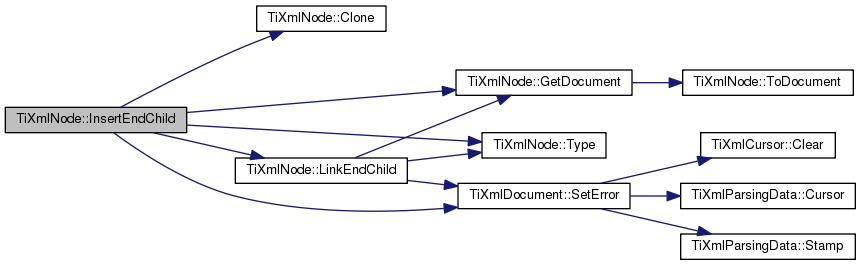 TiXmlNode::Clone
TiXmlNode::GetDocument
TiXmlNode::ToDocument
TiXmlNode::InsertEndChild
TiXmlNode::Type
TiXmlCursor::Clear
TiXmlNode::LinkEndChild
TiXmlDocument::SetError
TiXmlParsingData::Cursor
TiXmlParsingData::Stamp